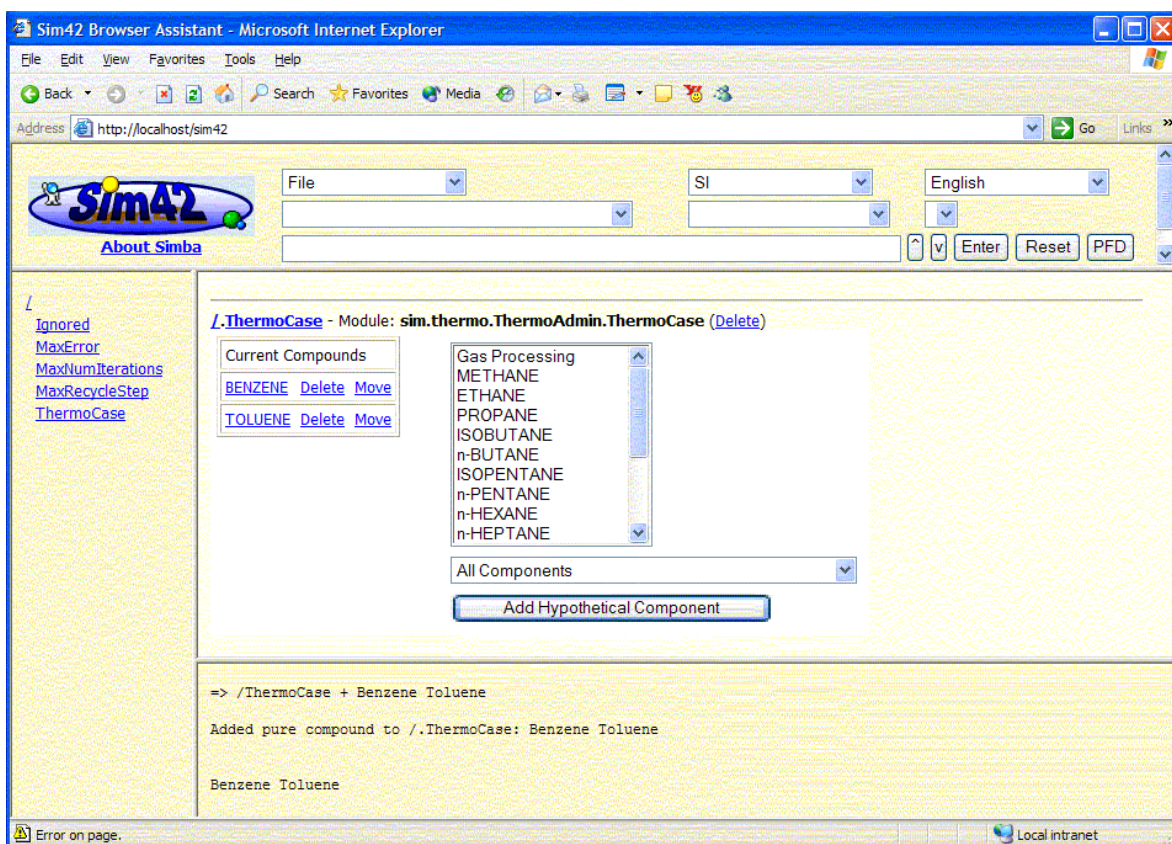 Sim42 Browser Assistant - Microsoft Internet Explorer
File Edit View Favorites Tools Help
Back Search Favorites Media
Address http://localhost/sim42 Go Links »
Sim42
File SI English
About Simba
^ v Enter Reset PFD
/
Ignored
MaxError
MaxNumIterations
MaxRecycleStep
ThermoCase
/.ThermoCase - Module: sim.thermo.ThermoAdmin.ThermoCase (Delete)
Current Compounds
BENZENE Delete Move
TOLUENE Delete Move
Gas Processing
METHANE
ETHANE
PROPANE
ISOBUTANE
n-BUTANE
ISOPENTANE
n-PENTANE
n-HEXANE
n-HEPTANE
All Components
Add Hypothetical Component
=> /ThermoCase + Benzene Toluene
Added pure compound to /.ThermoCase: Benzene Toluene
Benzene Toluene
Error on page. Local intranet